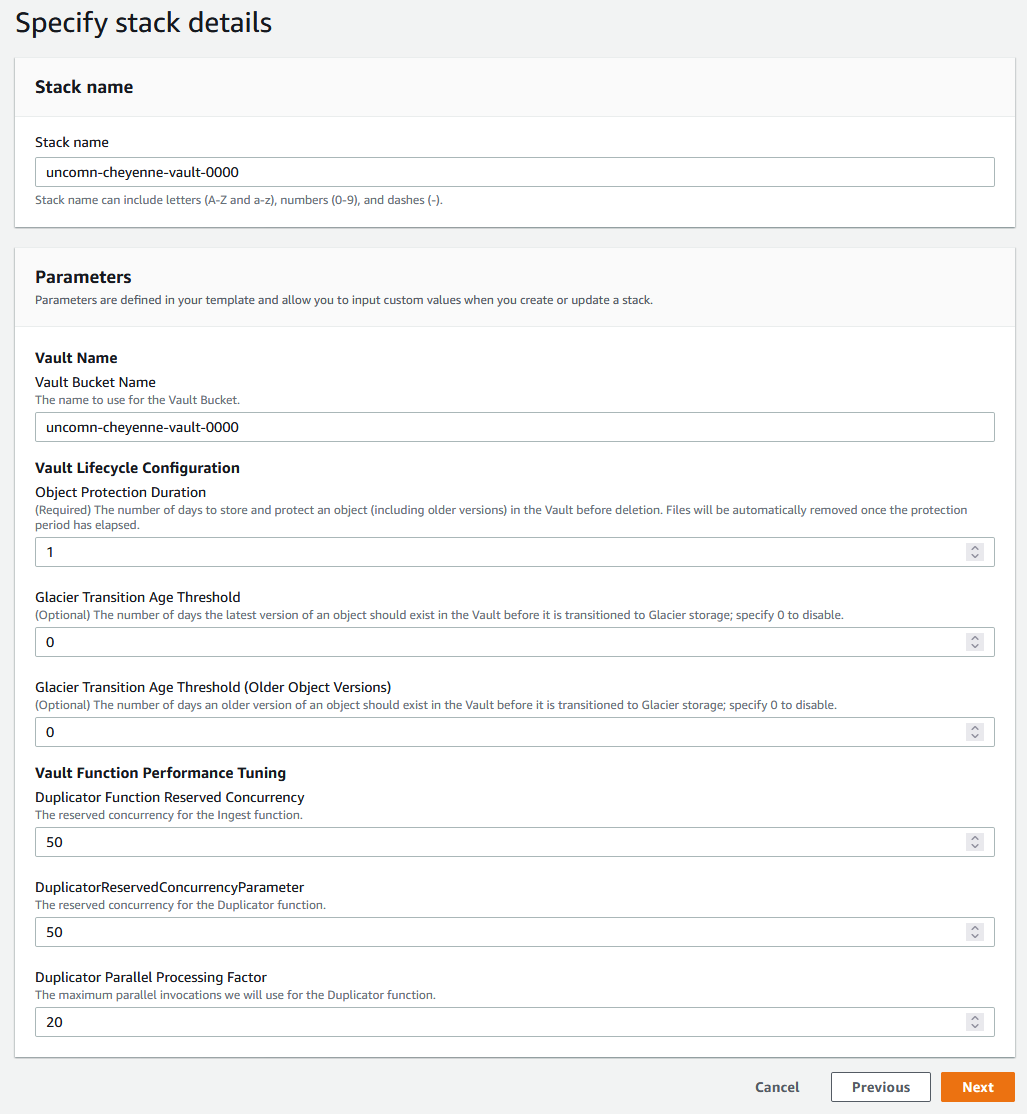 Specify stack details
Stack name
Stack name
uncomn-cheyenne-vault-0000
Stack name can include letters (A-Z and a-z), numbers (0-9), and dashes (-).
Parameters
Parameters are defined in your template and allow you to input custom values when you create or update a stack.
Vault Name
Vault Bucket Name
The name to use for the Vault Bucket.
uncomn-cheyenne-vault-0000
Vault Lifecycle Configuration
Object Protection Duration
(Required) The number of days to store and protect an object (including older versions) in the Vault before deletion. Files will be automatically removed once the protection
period has elapsed.
1
Glacier Transition Age Threshold
(Optional) The number of days the latest version of an object should exist in the Vault before it is transitioned to Glacier storage; specify 0 to disable.
0
Glacier Transition Age Threshold (Older Object Versions)
(Optional) The number of days an older version of an object should exist in the Vault before it is transitioned to Glacier storage; specify 0 to disable.
0
Vault Function Performance Tuning
Duplicator Function Reserved Concurrency
The reserved concurrency for the Ingest function.
50
DuplicatorReservedConcurrencyParameter
The reserved concurrency for the Duplicator function.
50
Duplicator Parallel Processing Factor
The maximum parallel invocations we will use for the Duplicator function.
20
Cancel Previous Next